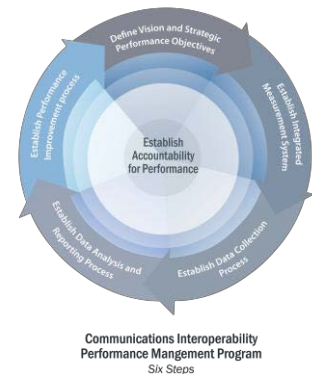 Define Vision and Strategic
Performance Objectives
Establish Integrated
Measurement System
Establish Data Collection
Process
Establish Data Analysis and
Reporting Process
Establish Performance
Improvement process
Establish
Accountability
for Performance
Communications Interoperability
Performance Mangement Program
Six Steps